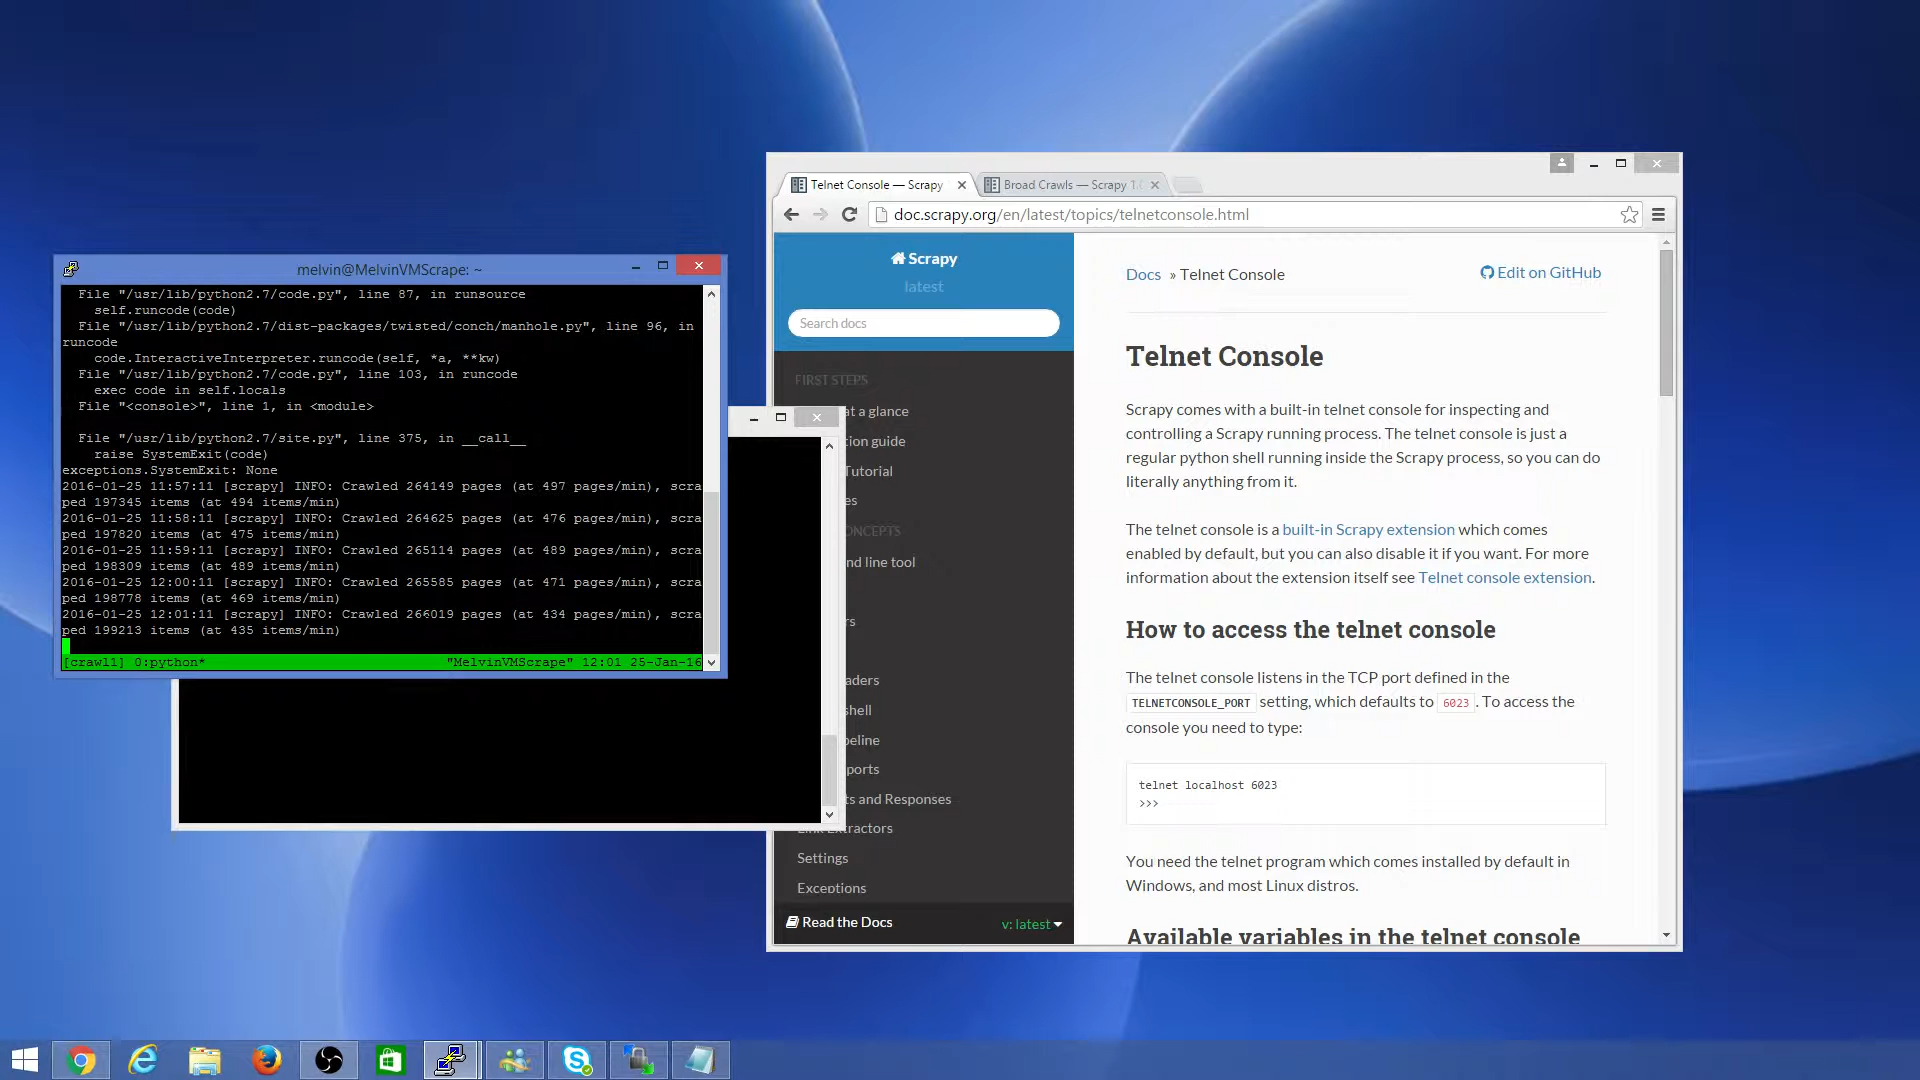 melvin@MelvinVMScrape: ~
File "/usr/lib/python2.7/code.py", line 87, in runsource
self.runcode(code)
File "/usr/lib/python2.7/dist-packages/twisted/conch/manhole.py", line 96, in
runcode
code.InteractiveInterpreter.runcode(self, *a, **kw)
File "/usr/lib/python2.7/code.py", line 103, in runcode
exec code in self.locals
File "<console>", line 1, in <module>
File "/usr/lib/python2.7/site.py", line 375, in __call__
raise SystemExit(code)
exceptions.SystemExit: None
2016-01-25 11:57:11 [scrapy] INFO: Crawled 264149 pages (at 497 pages/min), scra
ped 197345 items (at 494 items/min)
2016-01-25 11:58:11 [scrapy] INFO: Crawled 264625 pages (at 476 pages/min), scra
ped 197820 items (at 475 items/min)
2016-01-25 11:59:11 [scrapy] INFO: Crawled 265114 pages (at 489 pages/min), scra
ped 198309 items (at 489 items/min)
2016-01-25 12:00:11 [scrapy] INFO: Crawled 265585 pages (at 471 pages/min), scra
ped 198778 items (at 469 items/min)
2016-01-25 12:01:11 [scrapy] INFO: Crawled 266019 pages (at 434 pages/min), scra
ped 199213 items (at 435 items/min)
[crawl1] 0:python* "MelvinVMScrape" 12:01 25-Jan-16
Telnet Console — Scrapy
Broad Crawls — Scrapy 1.0
doc.scrapy.org/en/latest/topics/telnetconsole.html
Scrapy
latest
Search docs
FIRST STEPS
at a glance
tion guide
Tutorial
es
ONCEPTS
nd line tool
rs
aders
shell
peline
ports
ts and Responses
Link Extractors
Settings
Exceptions
Read the Docs
v: latest
Docs » Telnet Console
Edit on GitHub
Telnet Console
Scrapy comes with a built-in telnet console for inspecting and
controlling a Scrapy running process. The telnet console is just a
regular python shell running inside the Scrapy process, so you can do
literally anything from it.
The telnet console is a built-in Scrapy extension which comes
enabled by default, but you can also disable it if you want. For more
information about the extension itself see Telnet console extension.
How to access the telnet console
The telnet console listens in the TCP port defined in the
TELNETCONSOLE_PORT setting, which defaults to 6023. To access the
console you need to type:
telnet localhost 6023
>>>
You need the telnet program which comes installed by default in
Windows, and most Linux distros.
Available variables in the telnet console